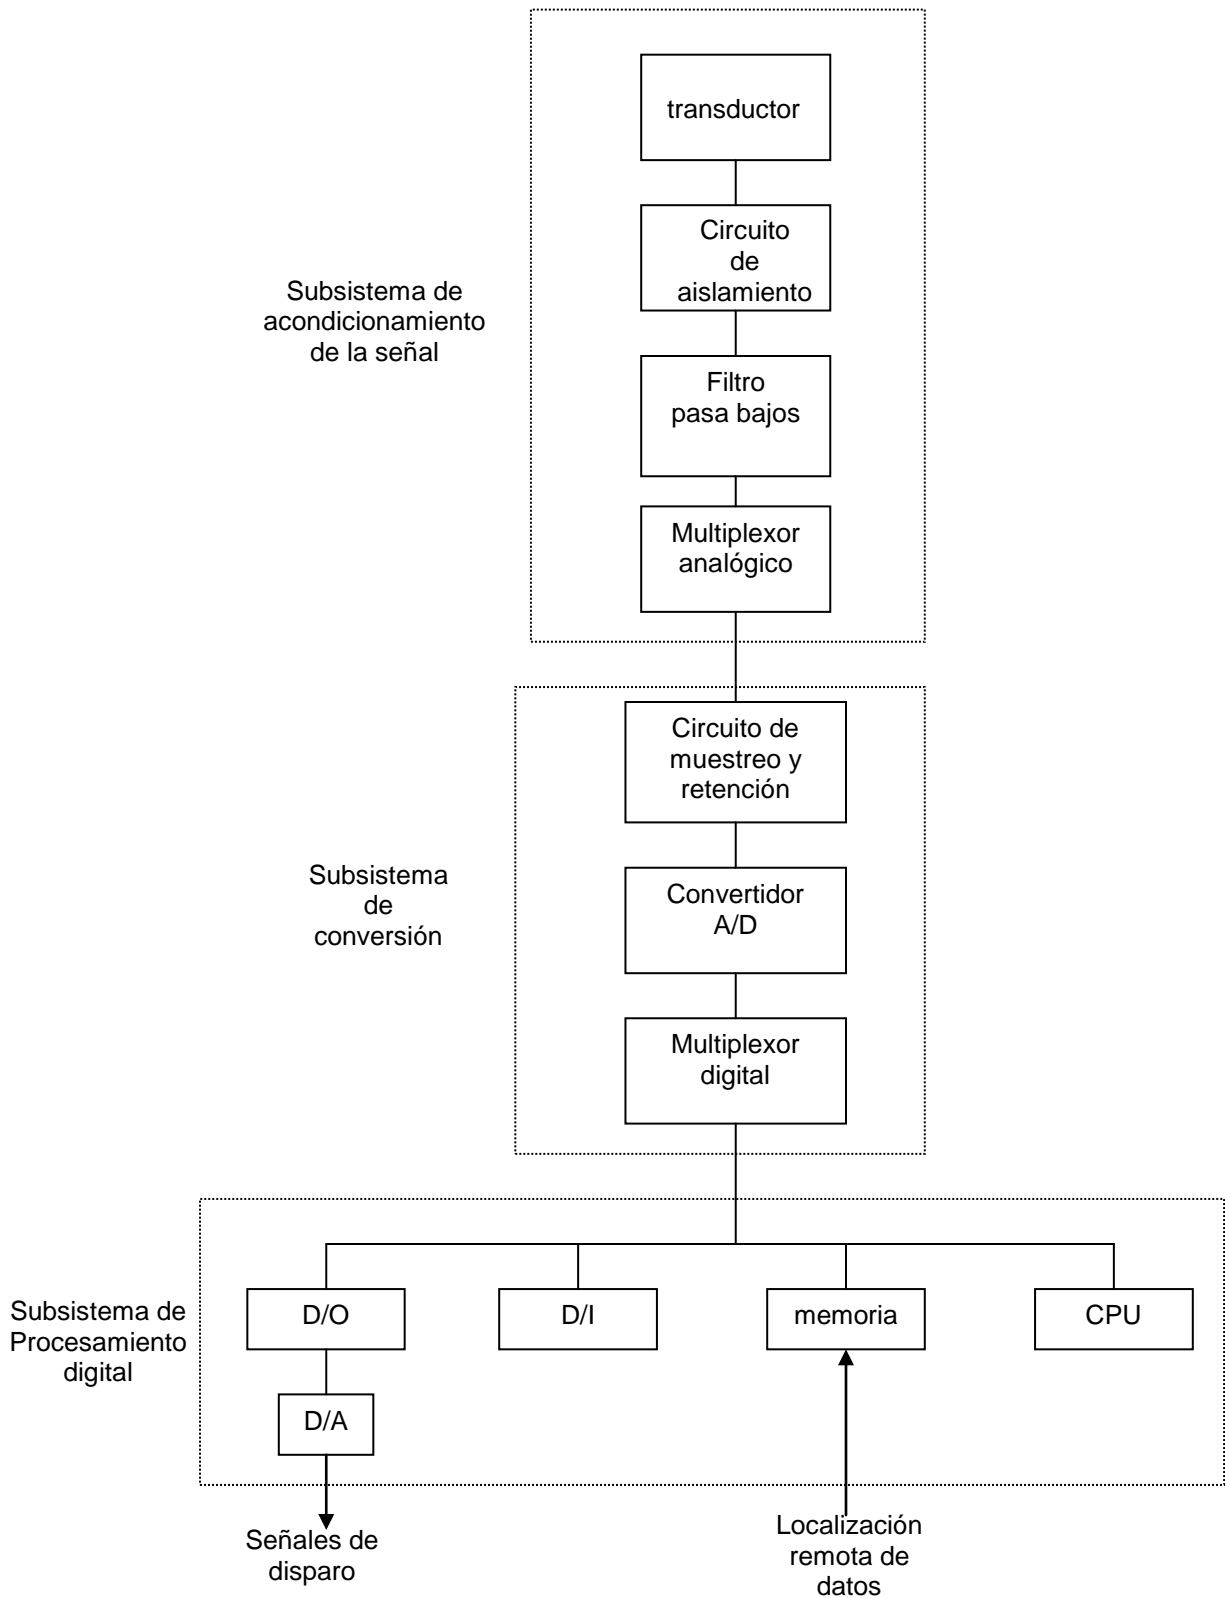 transductor
Circuito
de
aislamiento
Subsistema de
acondicionamiento
de la señal
Filtro
pasa bajos
Multiplexor
analógico
Circuito de
muestreo y
retención
Subsistema
de
conversión
Convertidor
A/D
Multiplexor
digital
Subsistema de
Procesamiento
digital
D/O
D/I
memoria
CPU
D/A
Señales de
disparo
Localización
remota de
datos